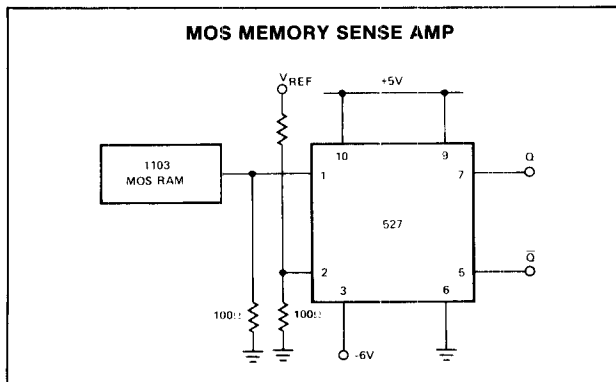 MOS MEMORY SENSE AMP
VREF
+5V
1103
MOS RAM
10
9
1
7
Q
527
2
5
Q̅
3
6
100Ω
100Ω
-6V